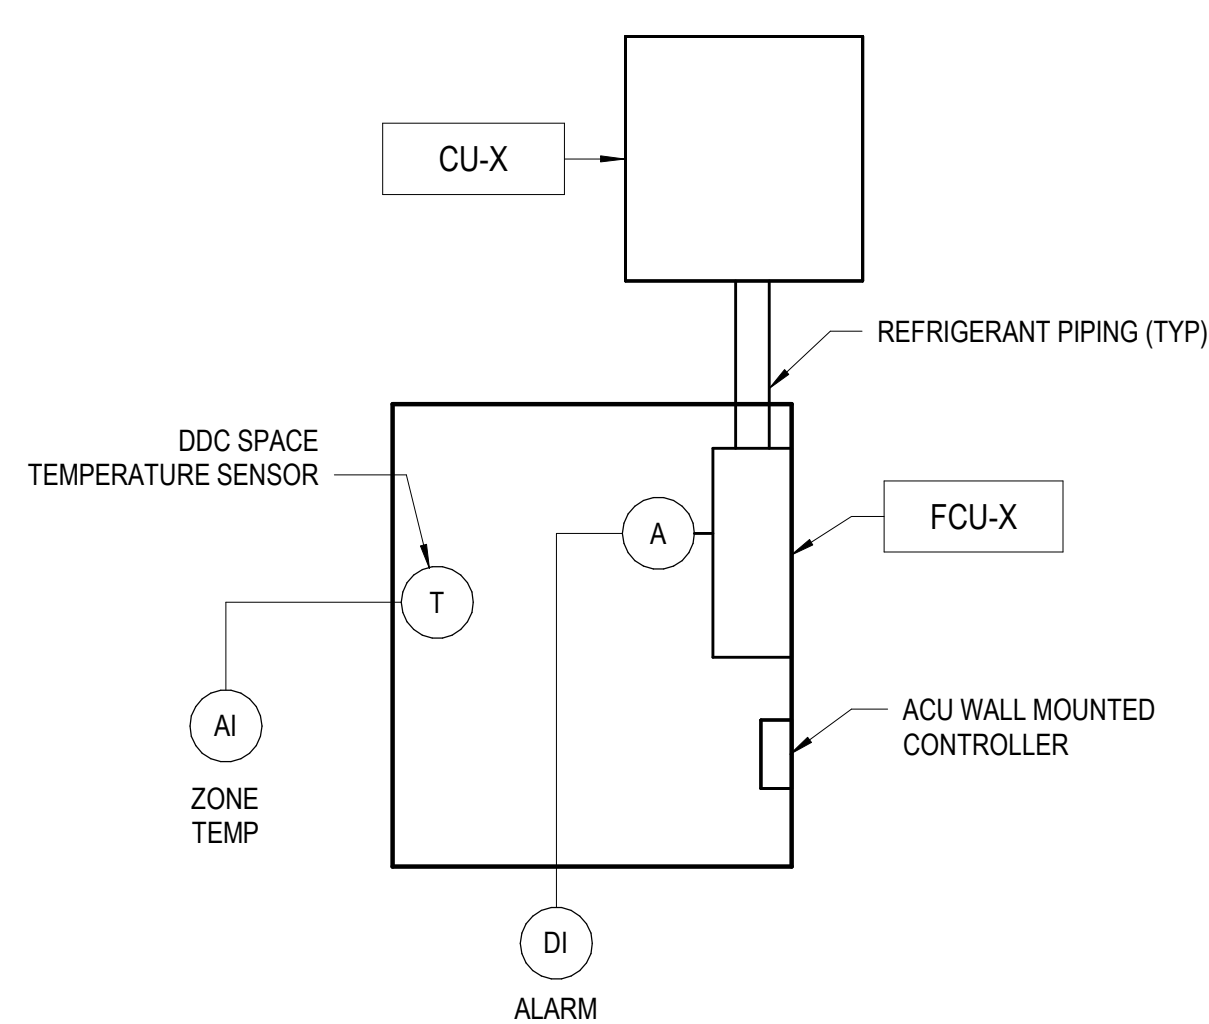 CU-X
REFRIGERANT PIPING (TYP)
DDC SPACE
TEMPERATURE SENSOR
A
FCU-X
T
AI
ZONE
TEMP
ACU WALL MOUNTED
CONTROLLER
DI
ALARM